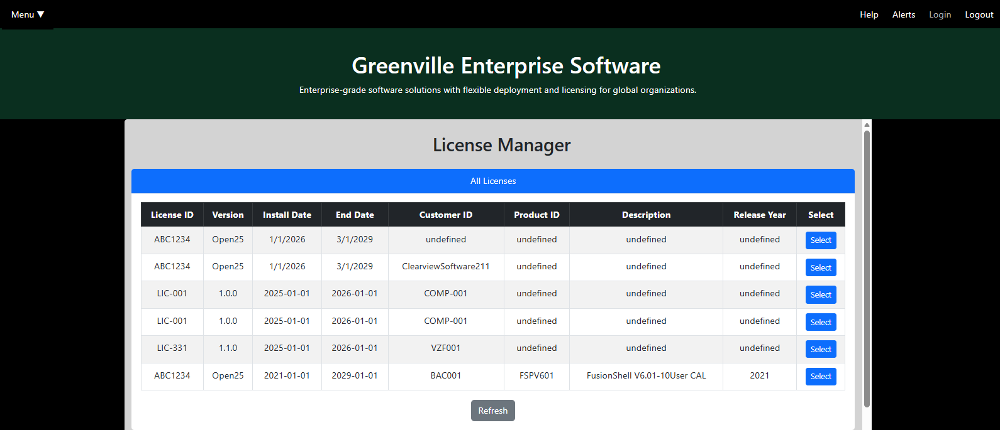 Menu ▼ Help Alerts Login Logout
Greenville Enterprise Software
Enterprise-grade software solutions with flexible deployment and licensing for global organizations.
License Manager
All Licenses
License ID Version Install Date End Date Customer ID Product ID Description Release Year Select
ABC1234 Open25 1/1/2026 3/1/2029 undefined undefined undefined undefined Select
ABC1234 Open25 1/1/2026 3/1/2029 ClearviewSoftware211 undefined undefined undefined Select
LIC-001 1.0.0 2025-01-01 2026-01-01 COMP-001 undefined undefined undefined Select
LIC-001 1.0.0 2025-01-01 2026-01-01 COMP-001 undefined undefined undefined Select
LIC-331 1.1.0 2025-01-01 2026-01-01 VZF001 undefined undefined undefined Select
ABC1234 Open25 2021-01-01 2029-01-01 BAC001 FSPV601 FusionShell V6.01-10User CAL 2021 Select
Refresh